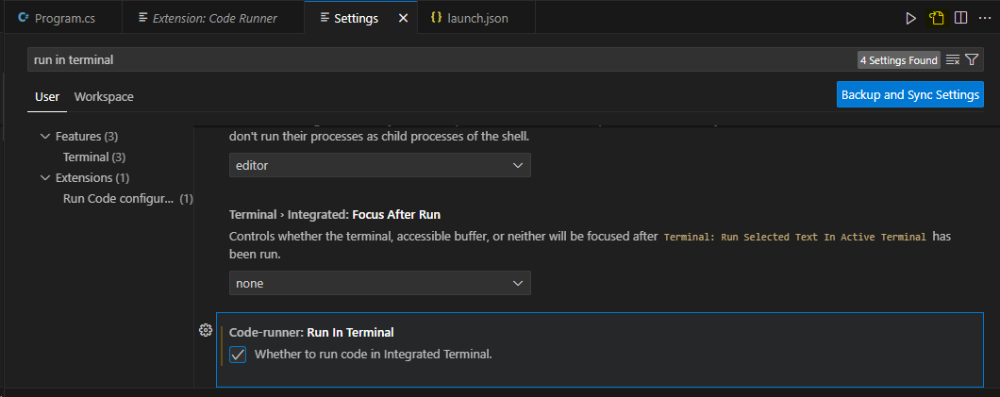 Program.cs
Extension: Code Runner
Settings
launch.json
run in terminal
4 Settings Found
User
Workspace
Backup and Sync Settings
Features (3)
Terminal (3)
Extensions (1)
Run Code configur... (1)
don't run their processes as child processes of the shell.
editor
Terminal › Integrated: Focus After Run
Controls whether the terminal, accessible buffer, or neither will be focused after Terminal: Run Selected Text In Active Terminal has
been run.
none
Code-runner: Run In Terminal
Whether to run code in Integrated Terminal.